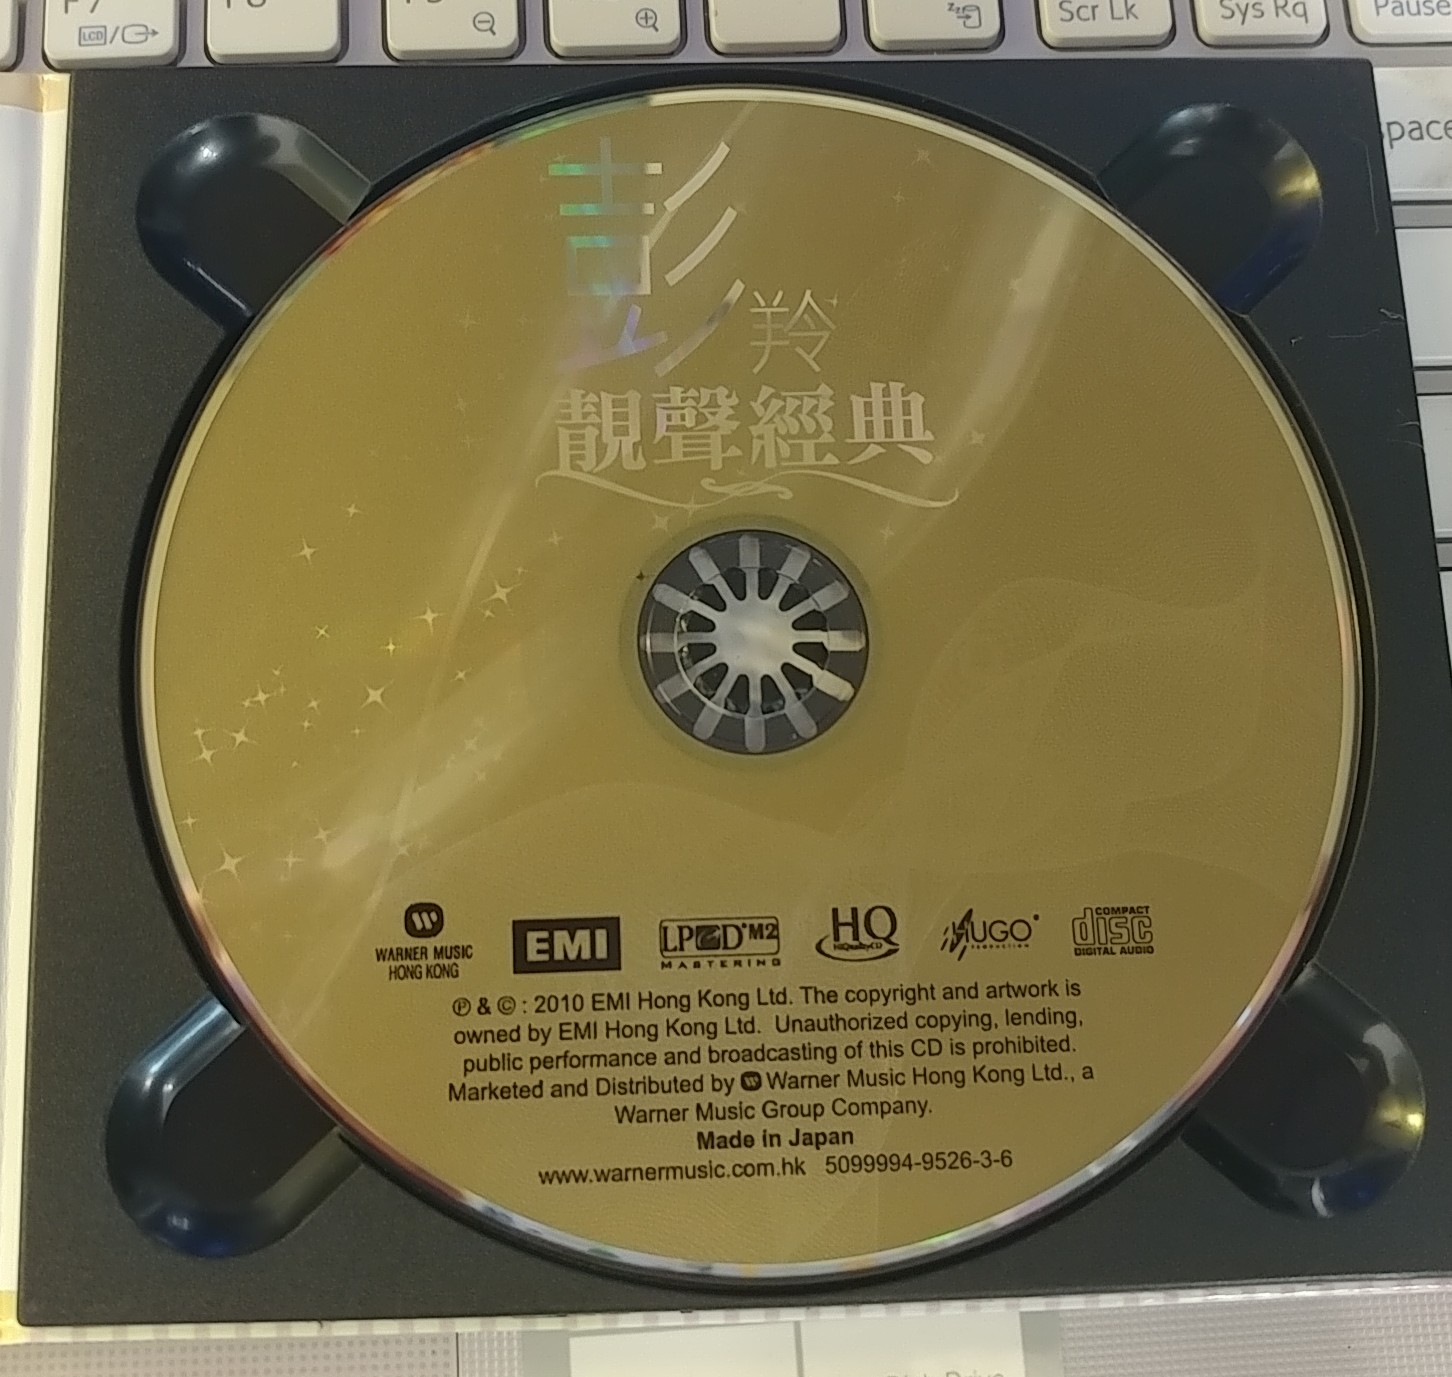 LCD
Scr Lk
Sys Rq
Pause
彭
羚
靚聲經典
WARNER MUSIC
HONG KONG
EMI
LPCD'M2
MASTERING
HQ
HiQualityCD
HUGO
PRODUCTION
COMPACT
disc
DIGITAL AUDIO
℗ & © : 2010 EMI Hong Kong Ltd. The copyright and artwork is
owned by EMI Hong Kong Ltd. Unauthorized copying, lending,
public performance and broadcasting of this CD is prohibited.
Marketed and Distributed by Warner Music Hong Kong Ltd., a
Warner Music Group Company.
Made in Japan
www.warnermusic.com.hk 5099994-9526-3-6